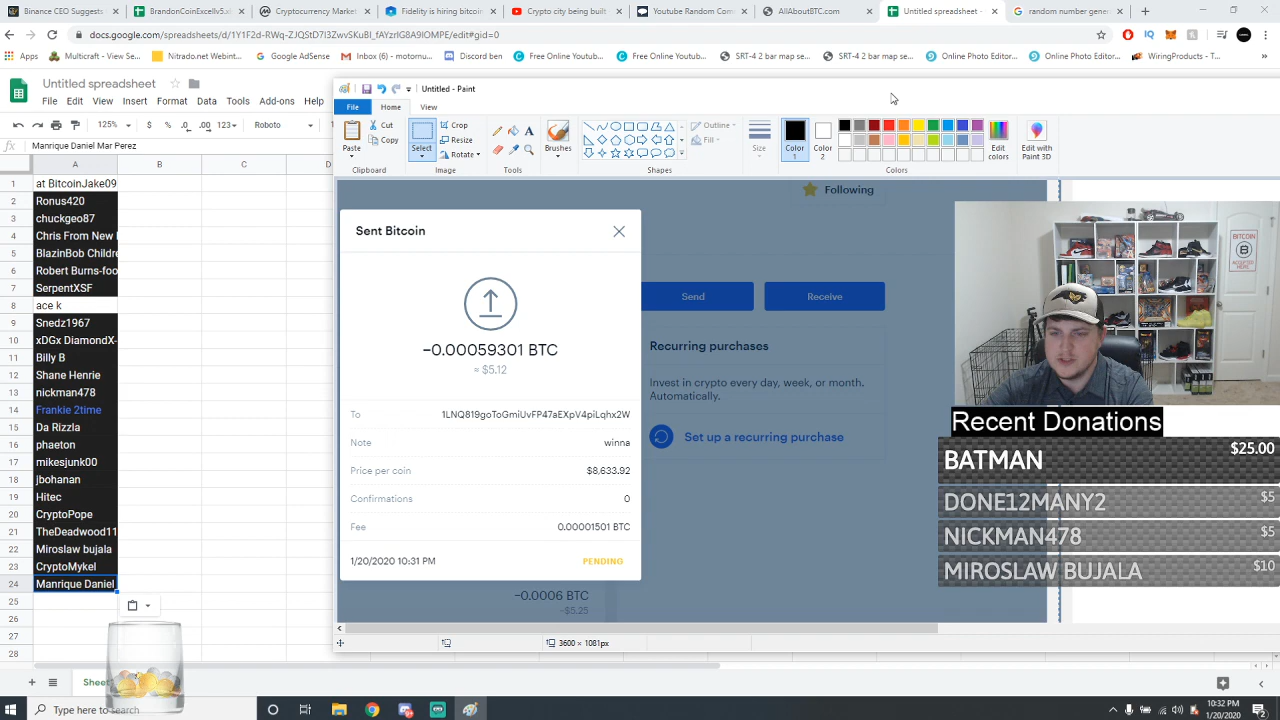 Binance CEO Suggests
BrandonCoinExcellv5.xl
Cryptocurrency Market
Fidelity is hiring bitcoin
Crypto city being built
Youtube Random Com
AllAboutBTC.com
Untitled spreadsheet -
random number gene
docs.google.com/spreadsheets/d/1Y1F2d-RWq-ZJQStD7I3ZwvSKuBI_fAYzrIG8A9IOMPE/edit#gid=0
Apps
Multicraft - View Se...
Nitrado.net Webint...
Google AdSense
Inbox (6) - motomu...
Discord ben
Free Online Youtub...
Free Online Youtub...
SRT-4 2 bar map se...
SRT-4 2 bar map se...
Online Photo Editor...
Online Photo Editor...
WiringProducts - T...
Untitled spreadsheet
File Edit View Insert Format Data Tools Add-ons Help
125% $ % .0 .00 123 Roboto
fx Manrique Daniel Mar Perez
A B C D
1 at BitcoinJake09
2 Ronus420
3 chuckgeo87
4 Chris From New
5 BlazinBob Childre
6 Robert Burns-foo
7 SerpentXSF
8 ace k
9 Snedz1967
10 xDGx DiamondX-
11 Billy B
12 Shane Henrie
13 nickman478
14 Frankie 2time
15 Da Rizzla
16 phaeton
17 mikesjunk00
18 jbohanan
19 Hitec
20 CryptoPope
21 TheDeadwood11
22 Miroslaw bujala
23 CryptoMykel
24 Manrique Daniel
25
26
27
28
Sheet
Untitled - Paint
File Home View
Paste
Cut
Copy
Clipboard
Select
Crop
Resize
Rotate
Image
Tools
Brushes
Shapes
Outline
Fill
Size
Color 1
Color 2
Colors
Edit colors
Edit with Paint 3D
Following
Sent Bitcoin
−0.00059301 BTC
≈ $5.12
To 1LNQ819goToGmiUvFP47aEXpV4piLqhx2W
Note winna
Price per coin $8,633.92
Confirmations 0
Fee 0.00001501 BTC
1/20/2020 10:31 PM PENDING
Send
Receive
Recurring purchases
Invest in crypto every day, week, or month.
Automatically.
Set up a recurring purchase
−0.0006 BTC
−$5.25
3600 × 1081px
BITCOIN
B
ACCEPTED
HERE
Recent Donations
BATMAN $25.00
DONE12MANY2 $5
NICKMAN478 $5
MIROSLAW BUJALA $10
Type here to search
10:32 PM
1/20/2020
2